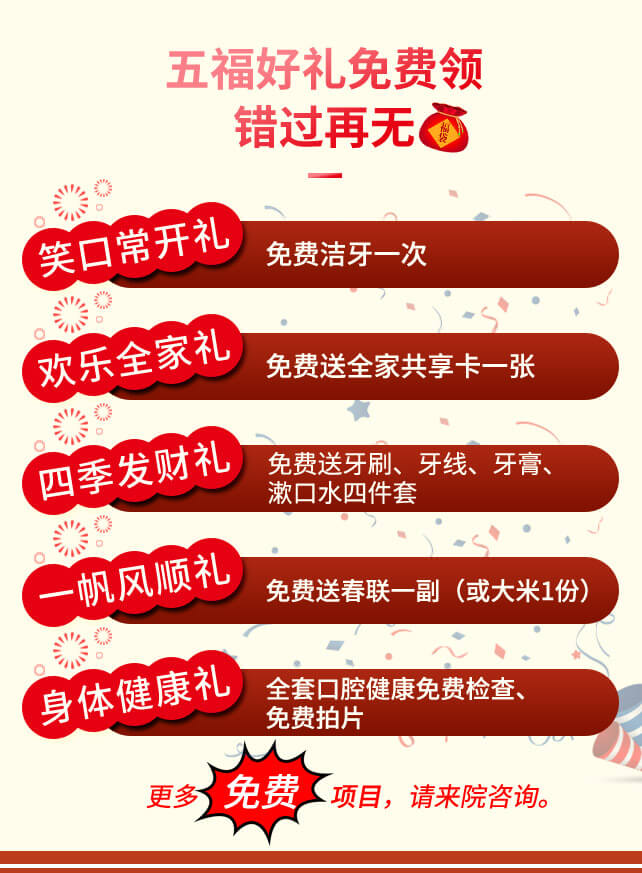 五福好礼免费领
错过再无
福袋
笑口常开礼
免费洁牙一次
欢乐全家礼
免费送全家共享卡一张
四季发财礼
免费送牙刷、牙线、牙膏、
漱口水四件套
一帆风顺礼
免费送春联一副（或大米1份）
身体健康礼
全套口腔健康免费检查、
免费拍片
更多免费项目，请来院咨询。